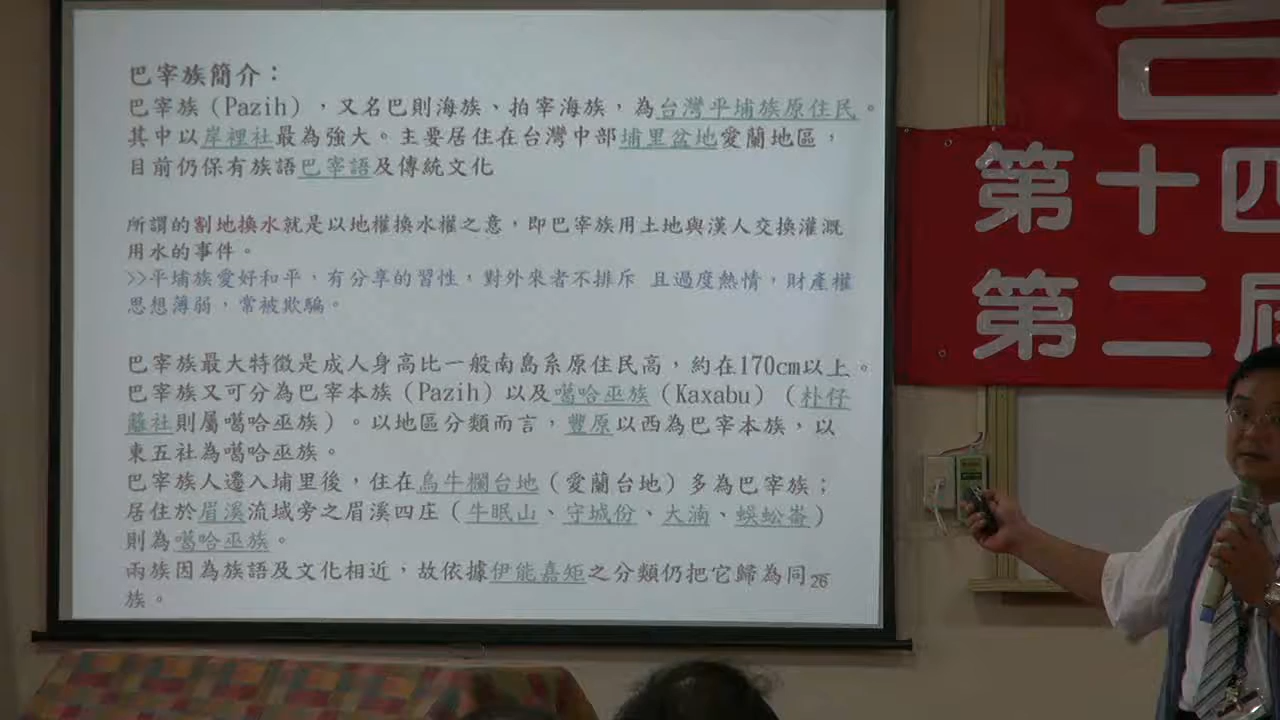 巴宰族簡介：
巴宰族（Pazih），又名巴則海族、拍宰海族，為台灣平埔族原住民。
其中以岸裡社最為強大。主要居住在台灣中部埔里盆地愛蘭地區，
目前仍保有族語巴宰語及傳統文化
所謂的割地換水就是以地權換水權之意，即巴宰族用土地與漢人交換灌溉
用水的事件。
>>平埔族愛好和平，有分享的習性，對外來者不排斥 且過度熱情，財產權
思想薄弱，常被欺騙。
巴宰族最大特徵是成人身高比一般南島系原住民高，約在170cm以上。
巴宰族又可分為巴宰本族（Pazih）以及噶哈巫族（Kaxabu）（朴仔
籬社則屬噶哈巫族）。以地區分類而言，豐原以西為巴宰本族，以
東五社為噶哈巫族。
巴宰族人遷入埔里後，住在烏牛欄台地（愛蘭台地）多為巴宰族；
居住於眉溪流域旁之眉溪四庄（牛眠山、守城份、大湳、蜈蚣崙）
則為噶哈巫族。
兩族因為族語及文化相近，故依據伊能嘉矩之分類仍把它歸為同一
族。
26
第十四
第二屆